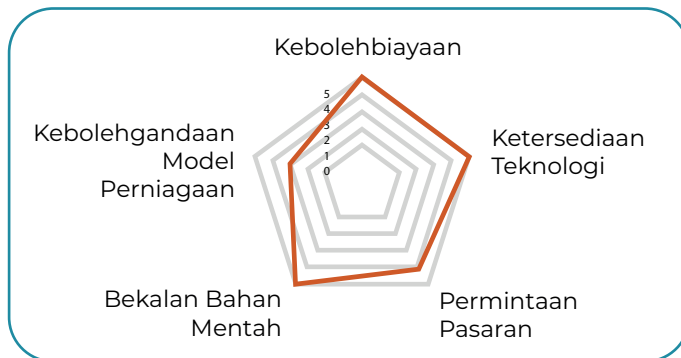 Kebolehbiayaan
5
4
3
2
1
0
Kebolehgandaan
Model
Perniagaan
Ketersediaan
Teknologi
Bekalan Bahan
Mentah
Permintaan
Pasaran